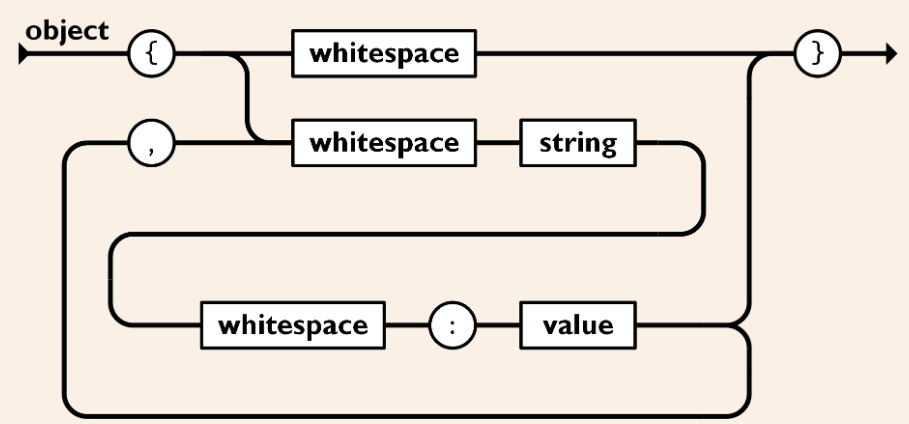 object
{ whitespace }
, whitespace string
whitespace : value